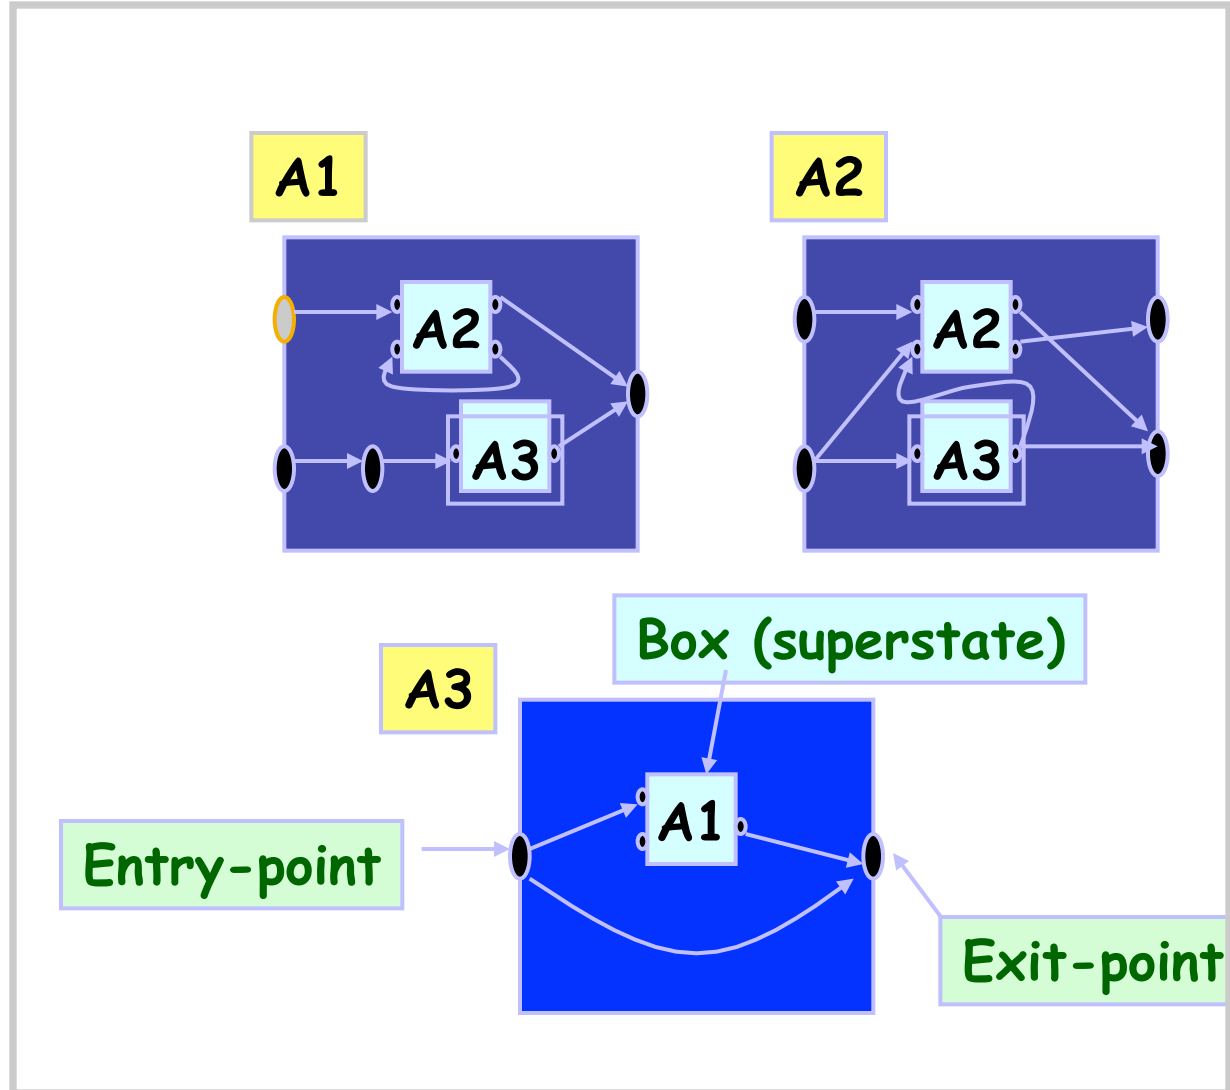 A1
A2
A2
A2
A3
A3
Box (superstate)
A3
A1
Entry-point
Exit-point